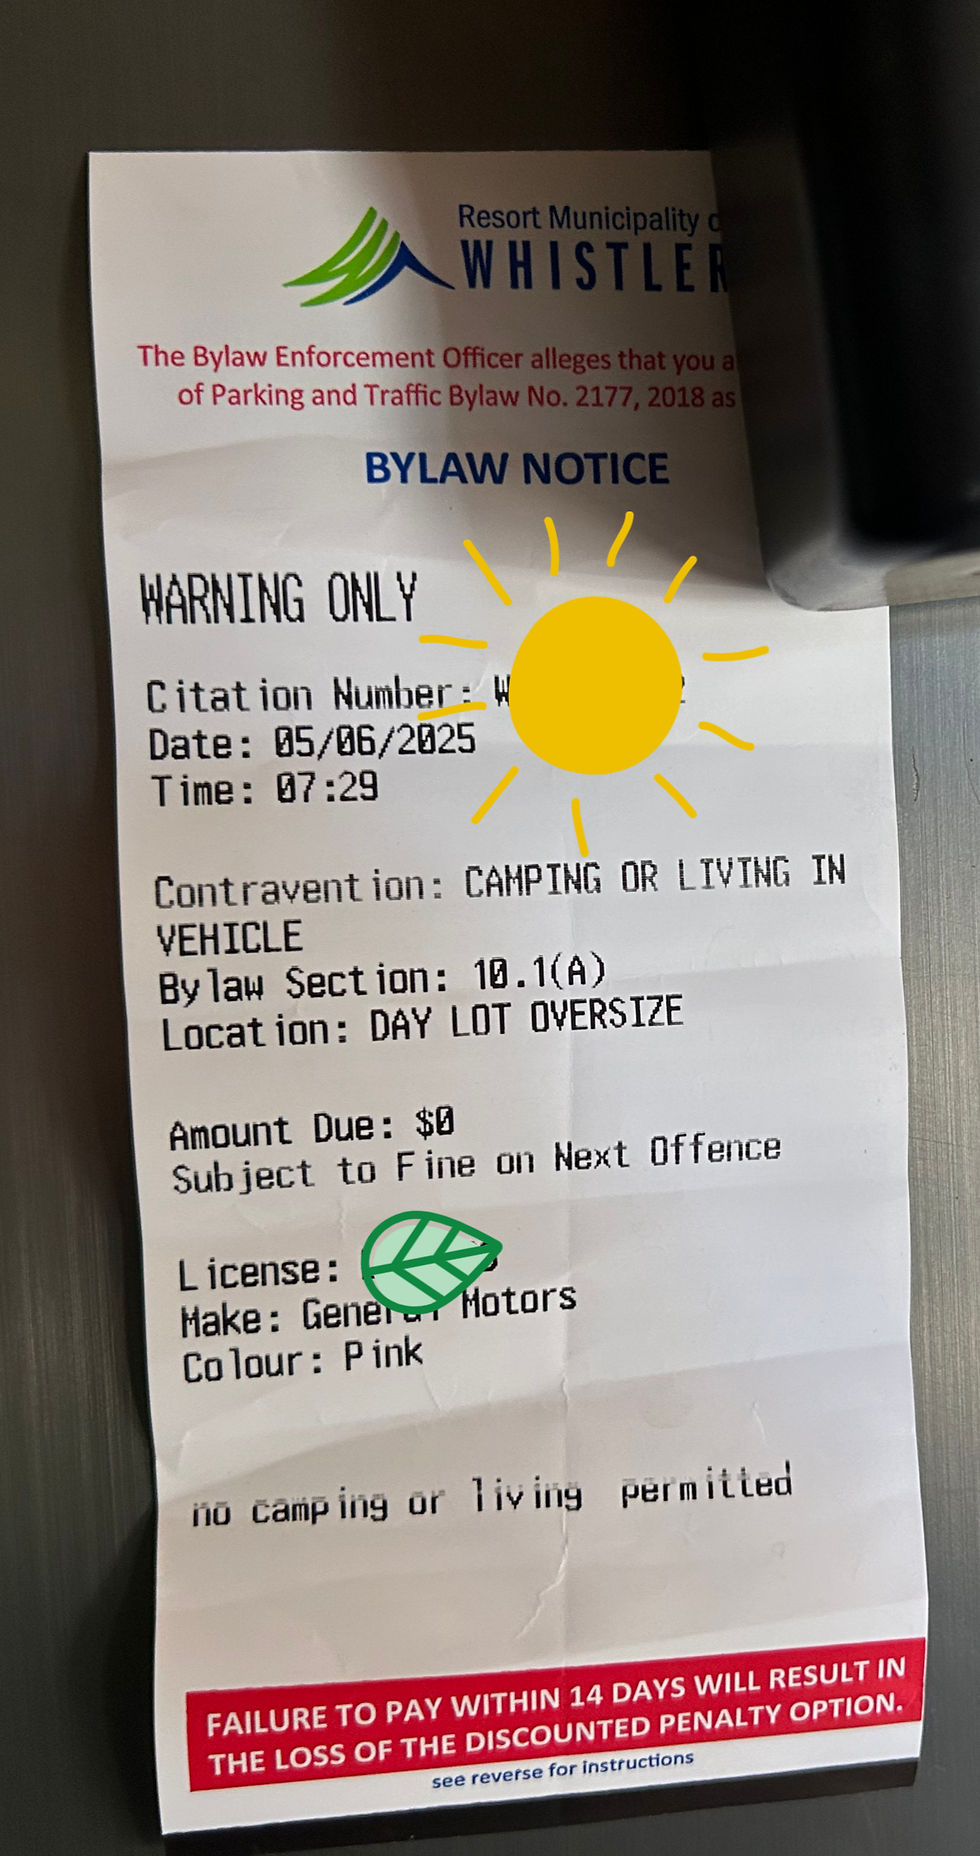 Resort Municipality
WHISTLER
The Bylaw Enforcement Officer alleges that you
of Parking and Traffic Bylaw No. 2177, 2018 as
BYLAW NOTICE
WARNING ONLY
Citation Number:
Date: 05/06/2025
Time: 07:29
Contravention: CAMPING OR LIVING IN
VEHICLE
Bylaw Section: 10.1(A)
Location: DAY LOT OVERSIZE
Amount Due: $0
Subject to Fine on Next Offence
License:
Make: General Motors
Colour: Pink
no camping or living permitted
FAILURE TO PAY WITHIN 14 DAYS WILL RESULT IN
THE LOSS OF THE DISCOUNTED PENALTY OPTION.
see reverse for instructions